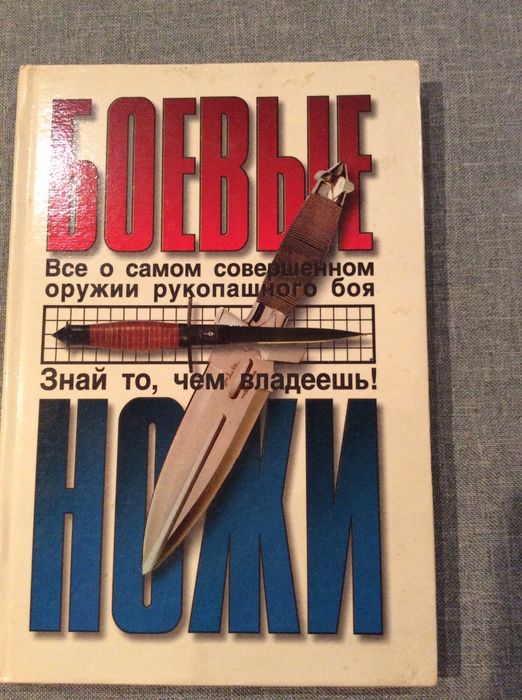 БОЕВЫЕ
Все о самом совершенном
оружии рукопашного боя
Знай то, чем владеешь!
НОЖИ